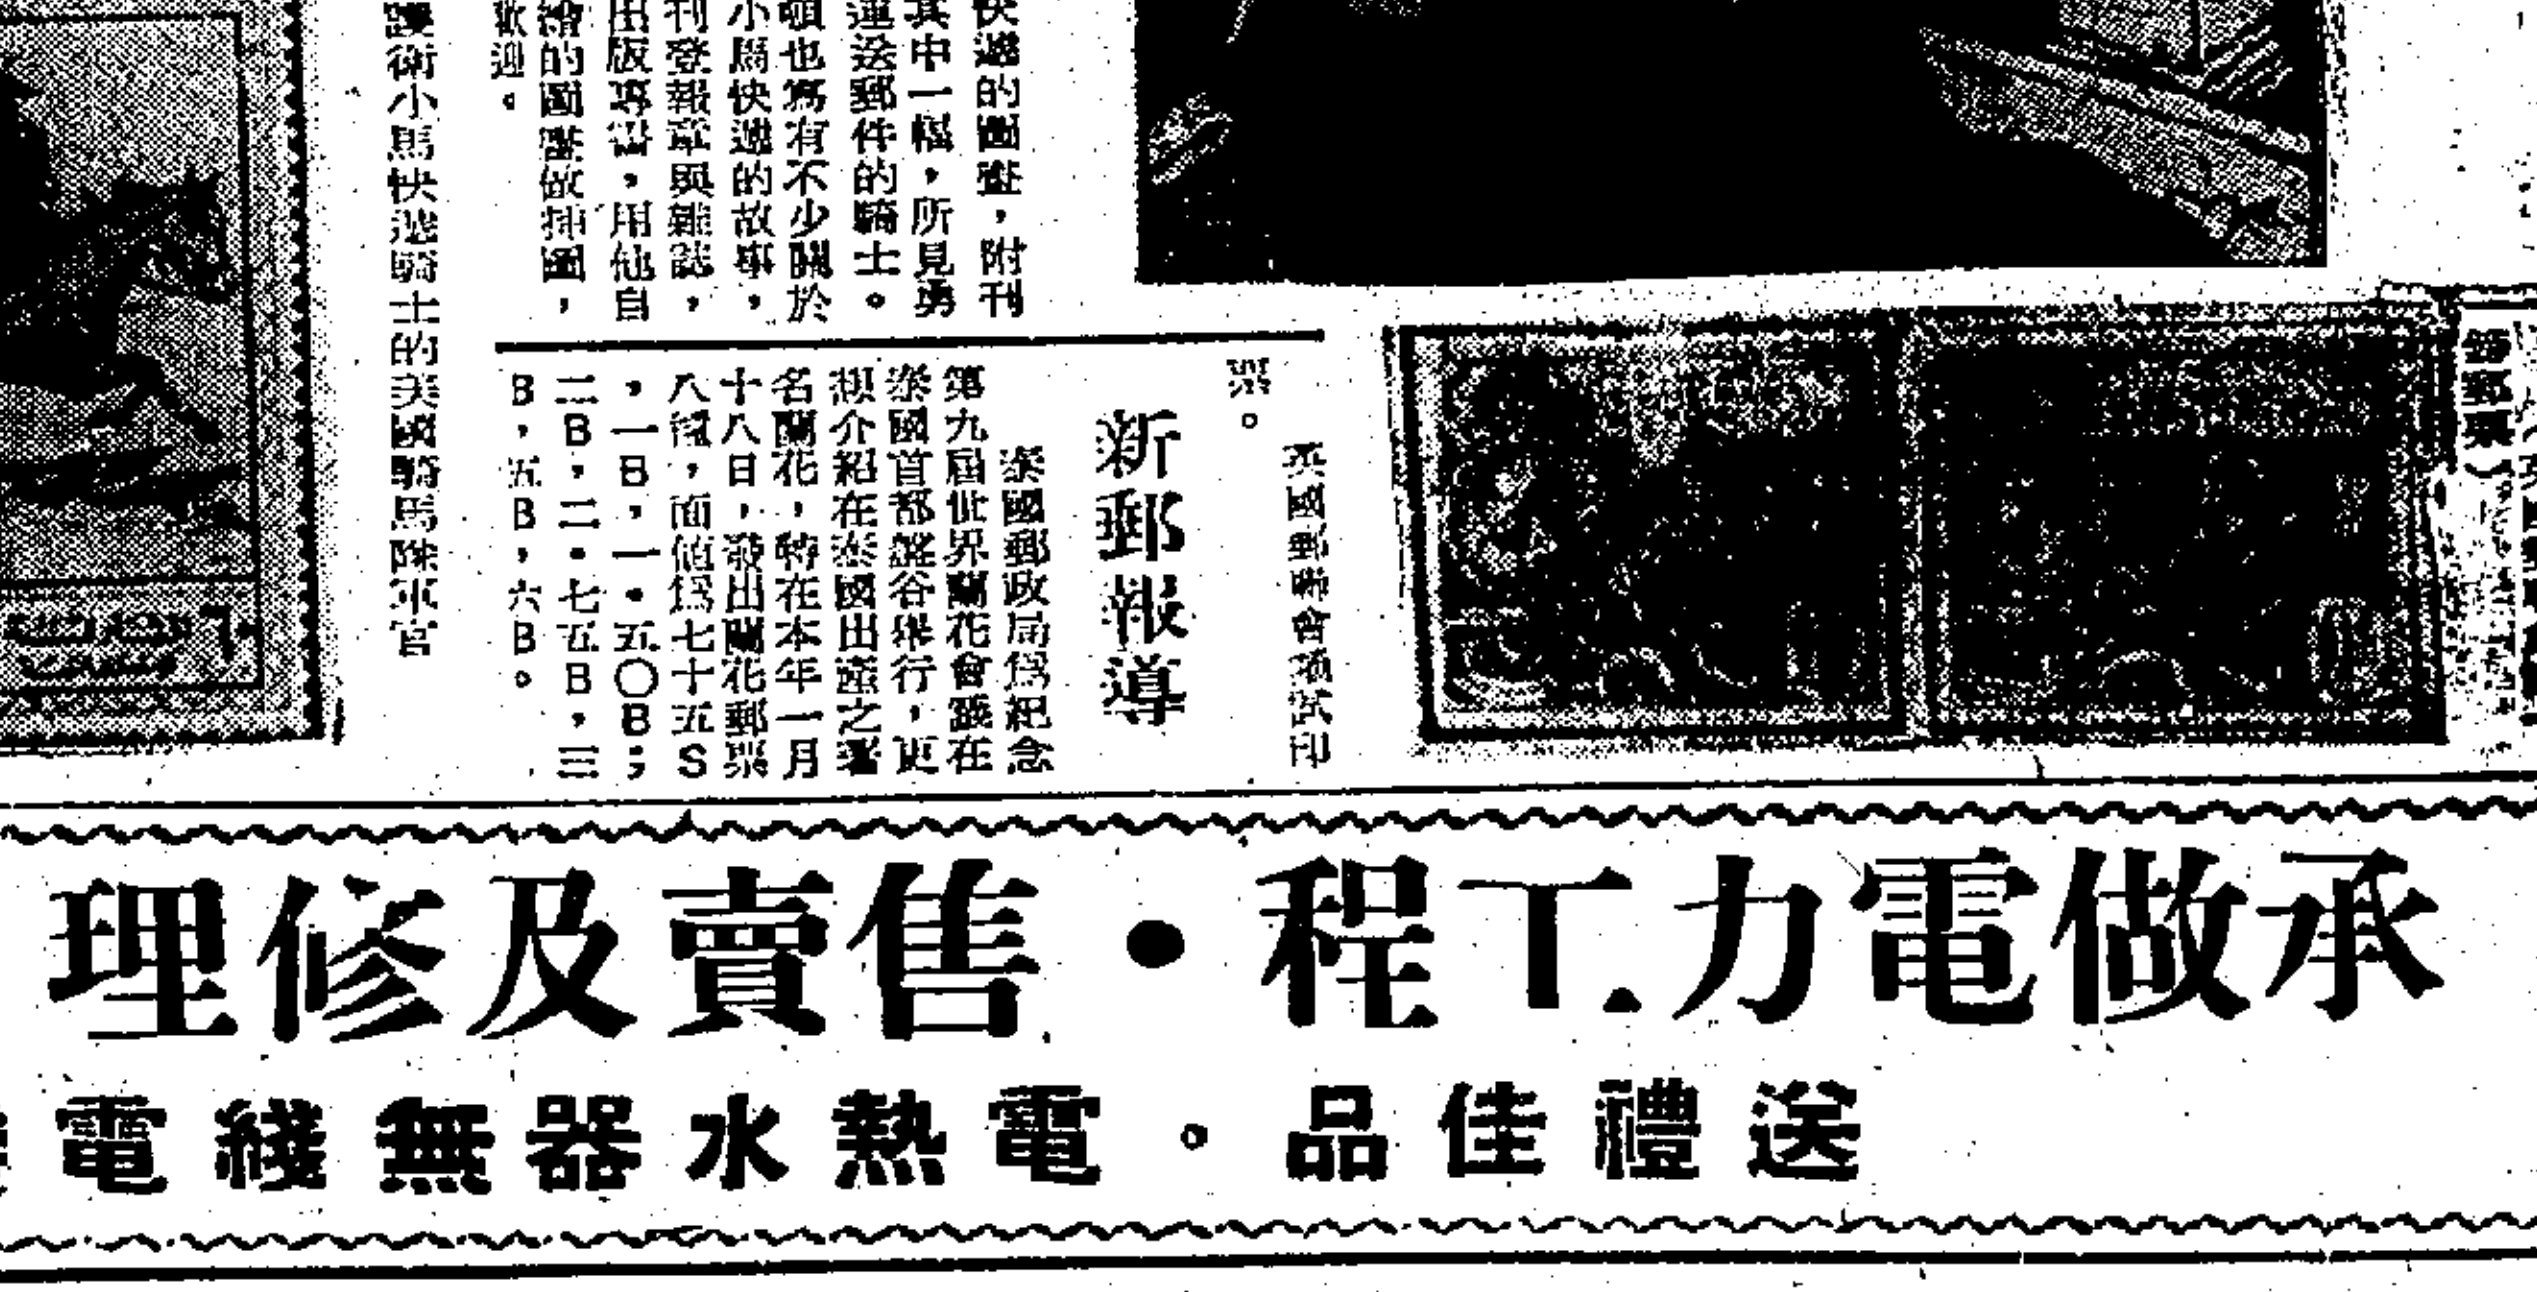 快遞的圖畫，附刊
其中一幅，所見勇
運送郵件的騎士。
頓也寫有不少關於
小馬快遞的故事，
刊登報章與雜誌，
出版專書，用他自
繪的圖畫做插圖，
歡迎。
護衛小馬快遞騎士的美國騎馬陸軍官
英國郵聯會猶試印
票。
新郵報導
泰國郵政局爲紀念
第九屆世界蘭花會議在
泰國首都盤谷舉行，更
想介紹在泰國出產之著
名蘭花，特在本年一月
十八日，發出蘭花郵票
八種，面値爲七十五S
，一B，一·五〇B；
二B，二·七五B，三
B，五B，六B。
郵票）
承做電力工程·售賣及修理
送禮佳品。電熱水器無綫電